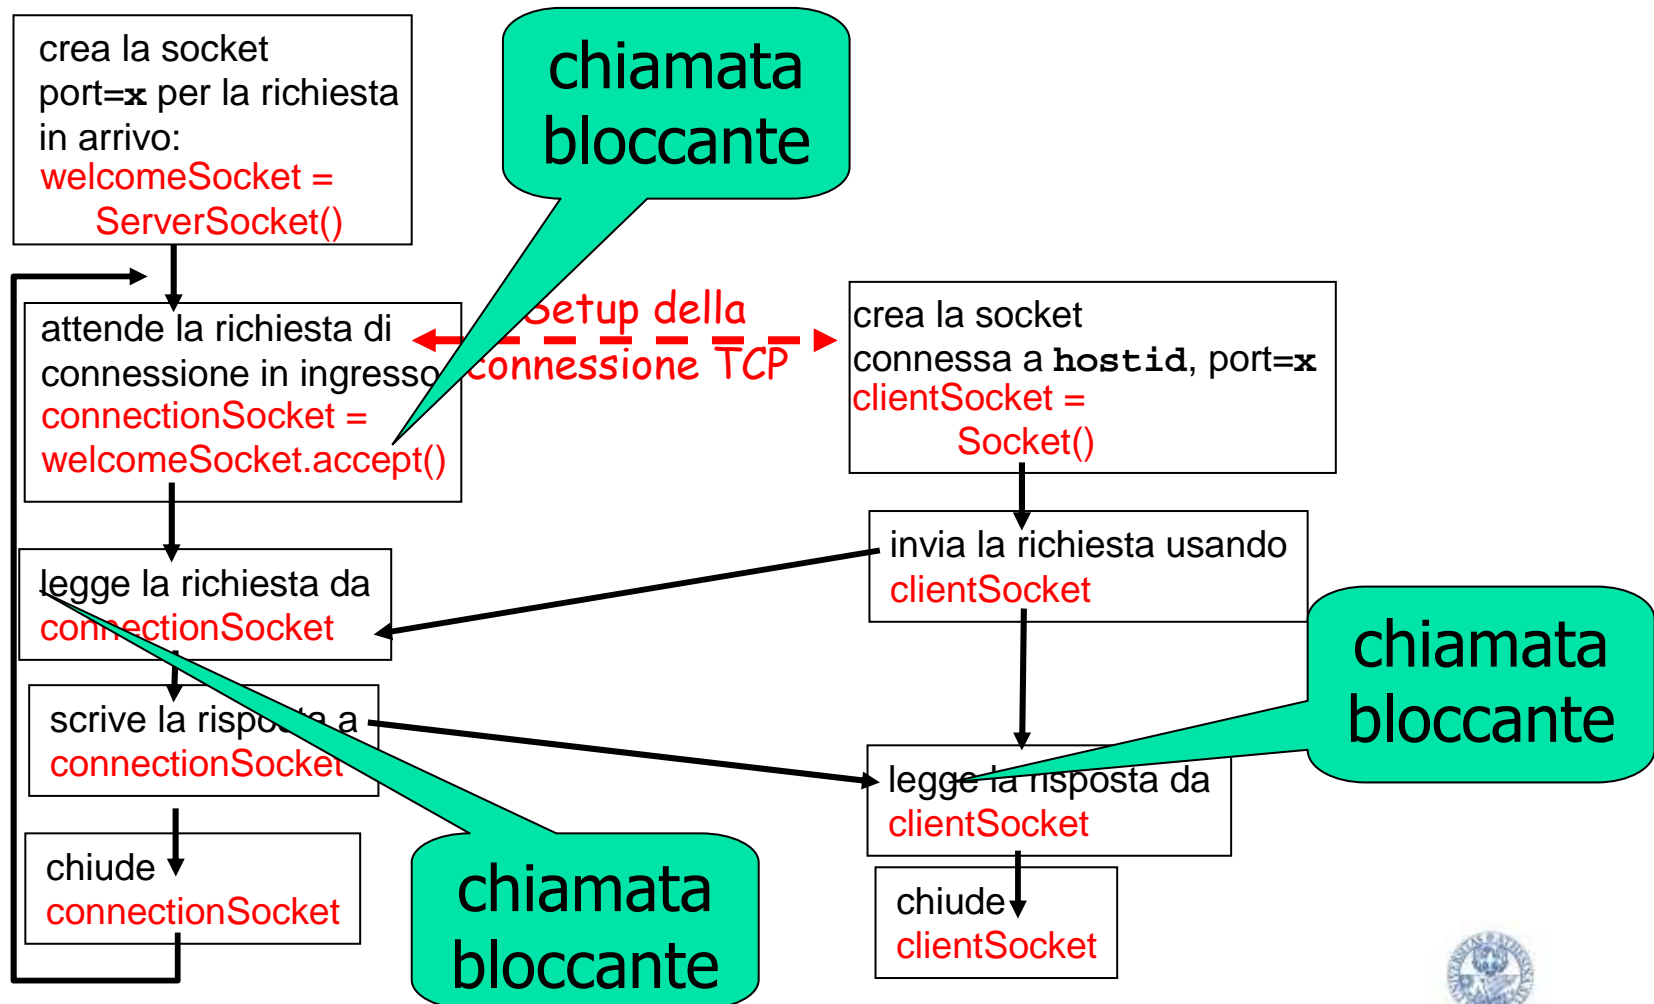 crea la socket
port=x per la richiesta
in arrivo:
welcomeSocket =
ServerSocket()
chiamata
bloccante
attende la richiesta di
connessione in ingresso
connectionSocket =
welcomeSocket.accept()
Setup della
connessione TCP
crea la socket
connessa a hostid, port=x
clientSocket =
Socket()
legge la richiesta da
connectionSocket
invia la richiesta usando
clientSocket
scrive la risposta a
connectionSocket
chiamata
bloccante
legge la risposta da
clientSocket
chiude
connectionSocket
chiamata
bloccante
chiude
clientSocket